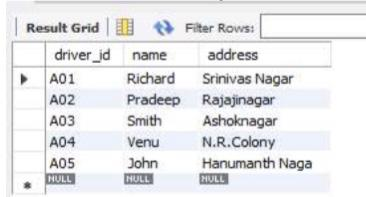 Result Grid Filter Rows:
driver_id name address
A01 Richard Srinivas Nagar
A02 Pradeep Rajajinagar
A03 Smith Ashoknagar
A04 Venu N.R.Colony
A05 John Hanumanth Naga
NULL NULL NULL